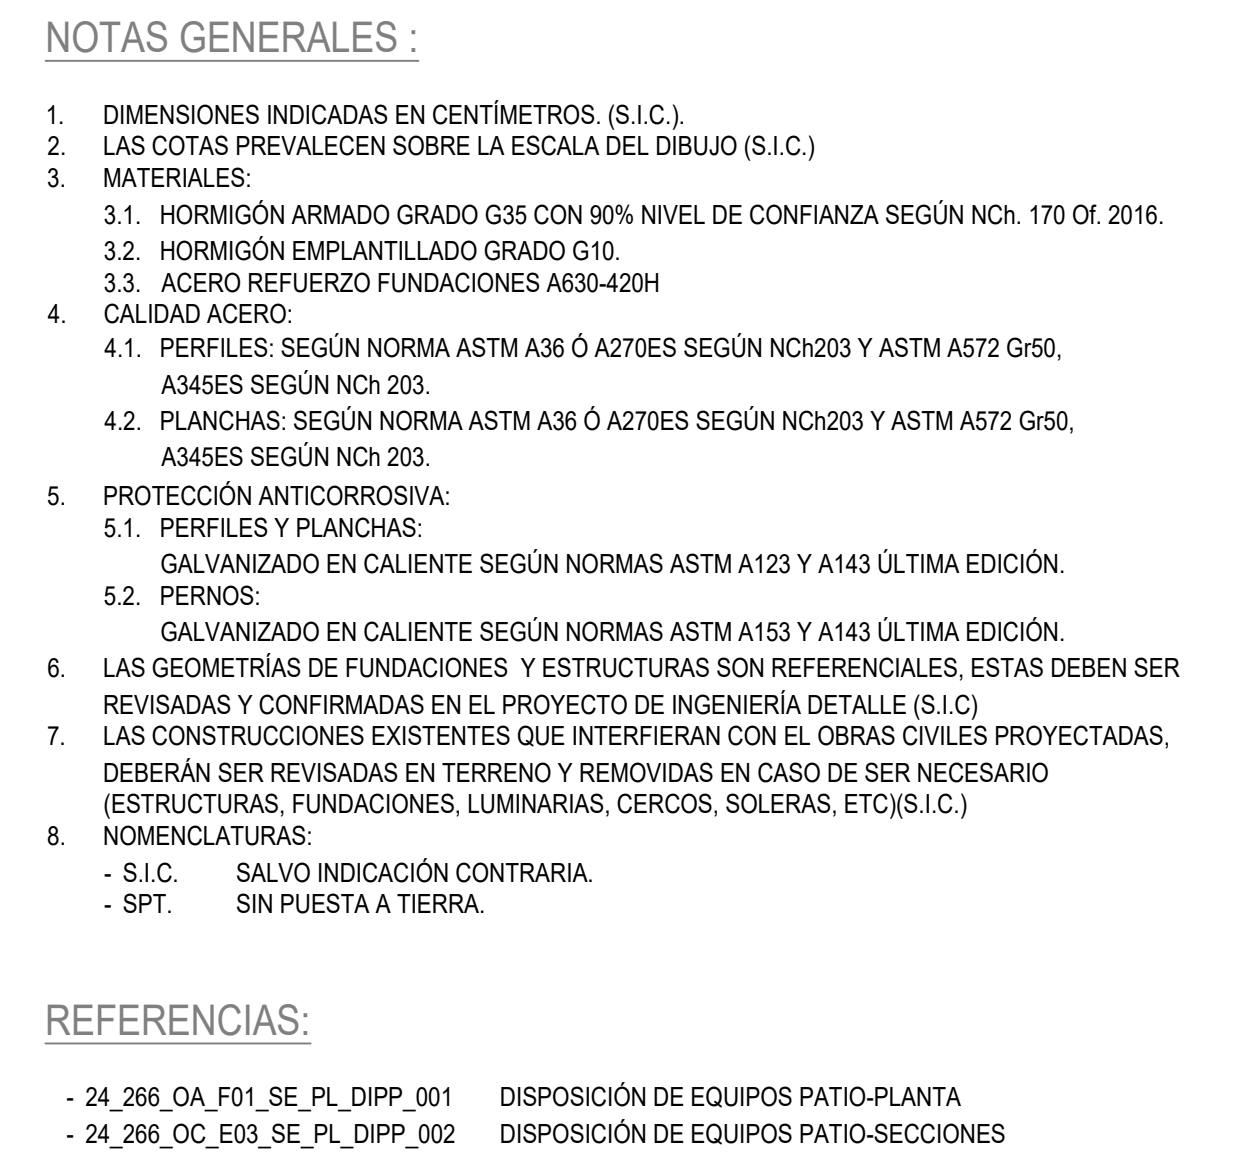 NOTAS GENERALES :
1. DIMENSIONES INDICADAS EN CENTÍMETROS. (S.I.C.).
2. LAS COTAS PREVALECEN SOBRE LA ESCALA DEL DIBUJO (S.I.C.)
3. MATERIALES:
3.1. HORMIGÓN ARMADO GRADO G35 CON 90% NIVEL DE CONFIANZA SEGÚN NCh. 170 Of. 2016.
3.2. HORMIGÓN EMPLANTILLADO GRADO G10.
3.3. ACERO REFUERZO FUNDACIONES A630-420H
4. CALIDAD ACERO:
4.1. PERFILES: SEGÚN NORMA ASTM A36 Ó A270ES SEGÚN NCh203 Y ASTM A572 Gr50,
A345ES SEGÚN NCh 203.
4.2. PLANCHAS: SEGÚN NORMA ASTM A36 Ó A270ES SEGÚN NCh203 Y ASTM A572 Gr50,
A345ES SEGÚN NCh 203.
5. PROTECCIÓN ANTICORROSIVA:
5.1. PERFILES Y PLANCHAS:
GALVANIZADO EN CALIENTE SEGÚN NORMAS ASTM A123 Y A143 ÚLTIMA EDICIÓN.
5.2. PERNOS:
GALVANIZADO EN CALIENTE SEGÚN NORMAS ASTM A153 Y A143 ÚLTIMA EDICIÓN.
6. LAS GEOMETRÍAS DE FUNDACIONES Y ESTRUCTURAS SON REFERENCIALES, ESTAS DEBEN SER
REVISADAS Y CONFIRMADAS EN EL PROYECTO DE INGENIERÍA DETALLE (S.I.C)
7. LAS CONSTRUCCIONES EXISTENTES QUE INTERFIERAN CON EL OBRAS CIVILES PROYECTADAS,
DEBERÁN SER REVISADAS EN TERRENO Y REMOVIDAS EN CASO DE SER NECESARIO
(ESTRUCTURAS, FUNDACIONES, LUMINARIAS, CERCOS, SOLERAS, ETC)(S.I.C.)
8. NOMENCLATURAS:
- S.I.C. SALVO INDICACIÓN CONTRARIA.
- SPT. SIN PUESTA A TIERRA.
REFERENCIAS:
- 24_266_OA_F01_SE_PL_DIPP_001 DISPOSICIÓN DE EQUIPOS PATIO-PLANTA
- 24_266_OC_E03_SE_PL_DIPP_002 DISPOSICIÓN DE EQUIPOS PATIO-SECCIONES